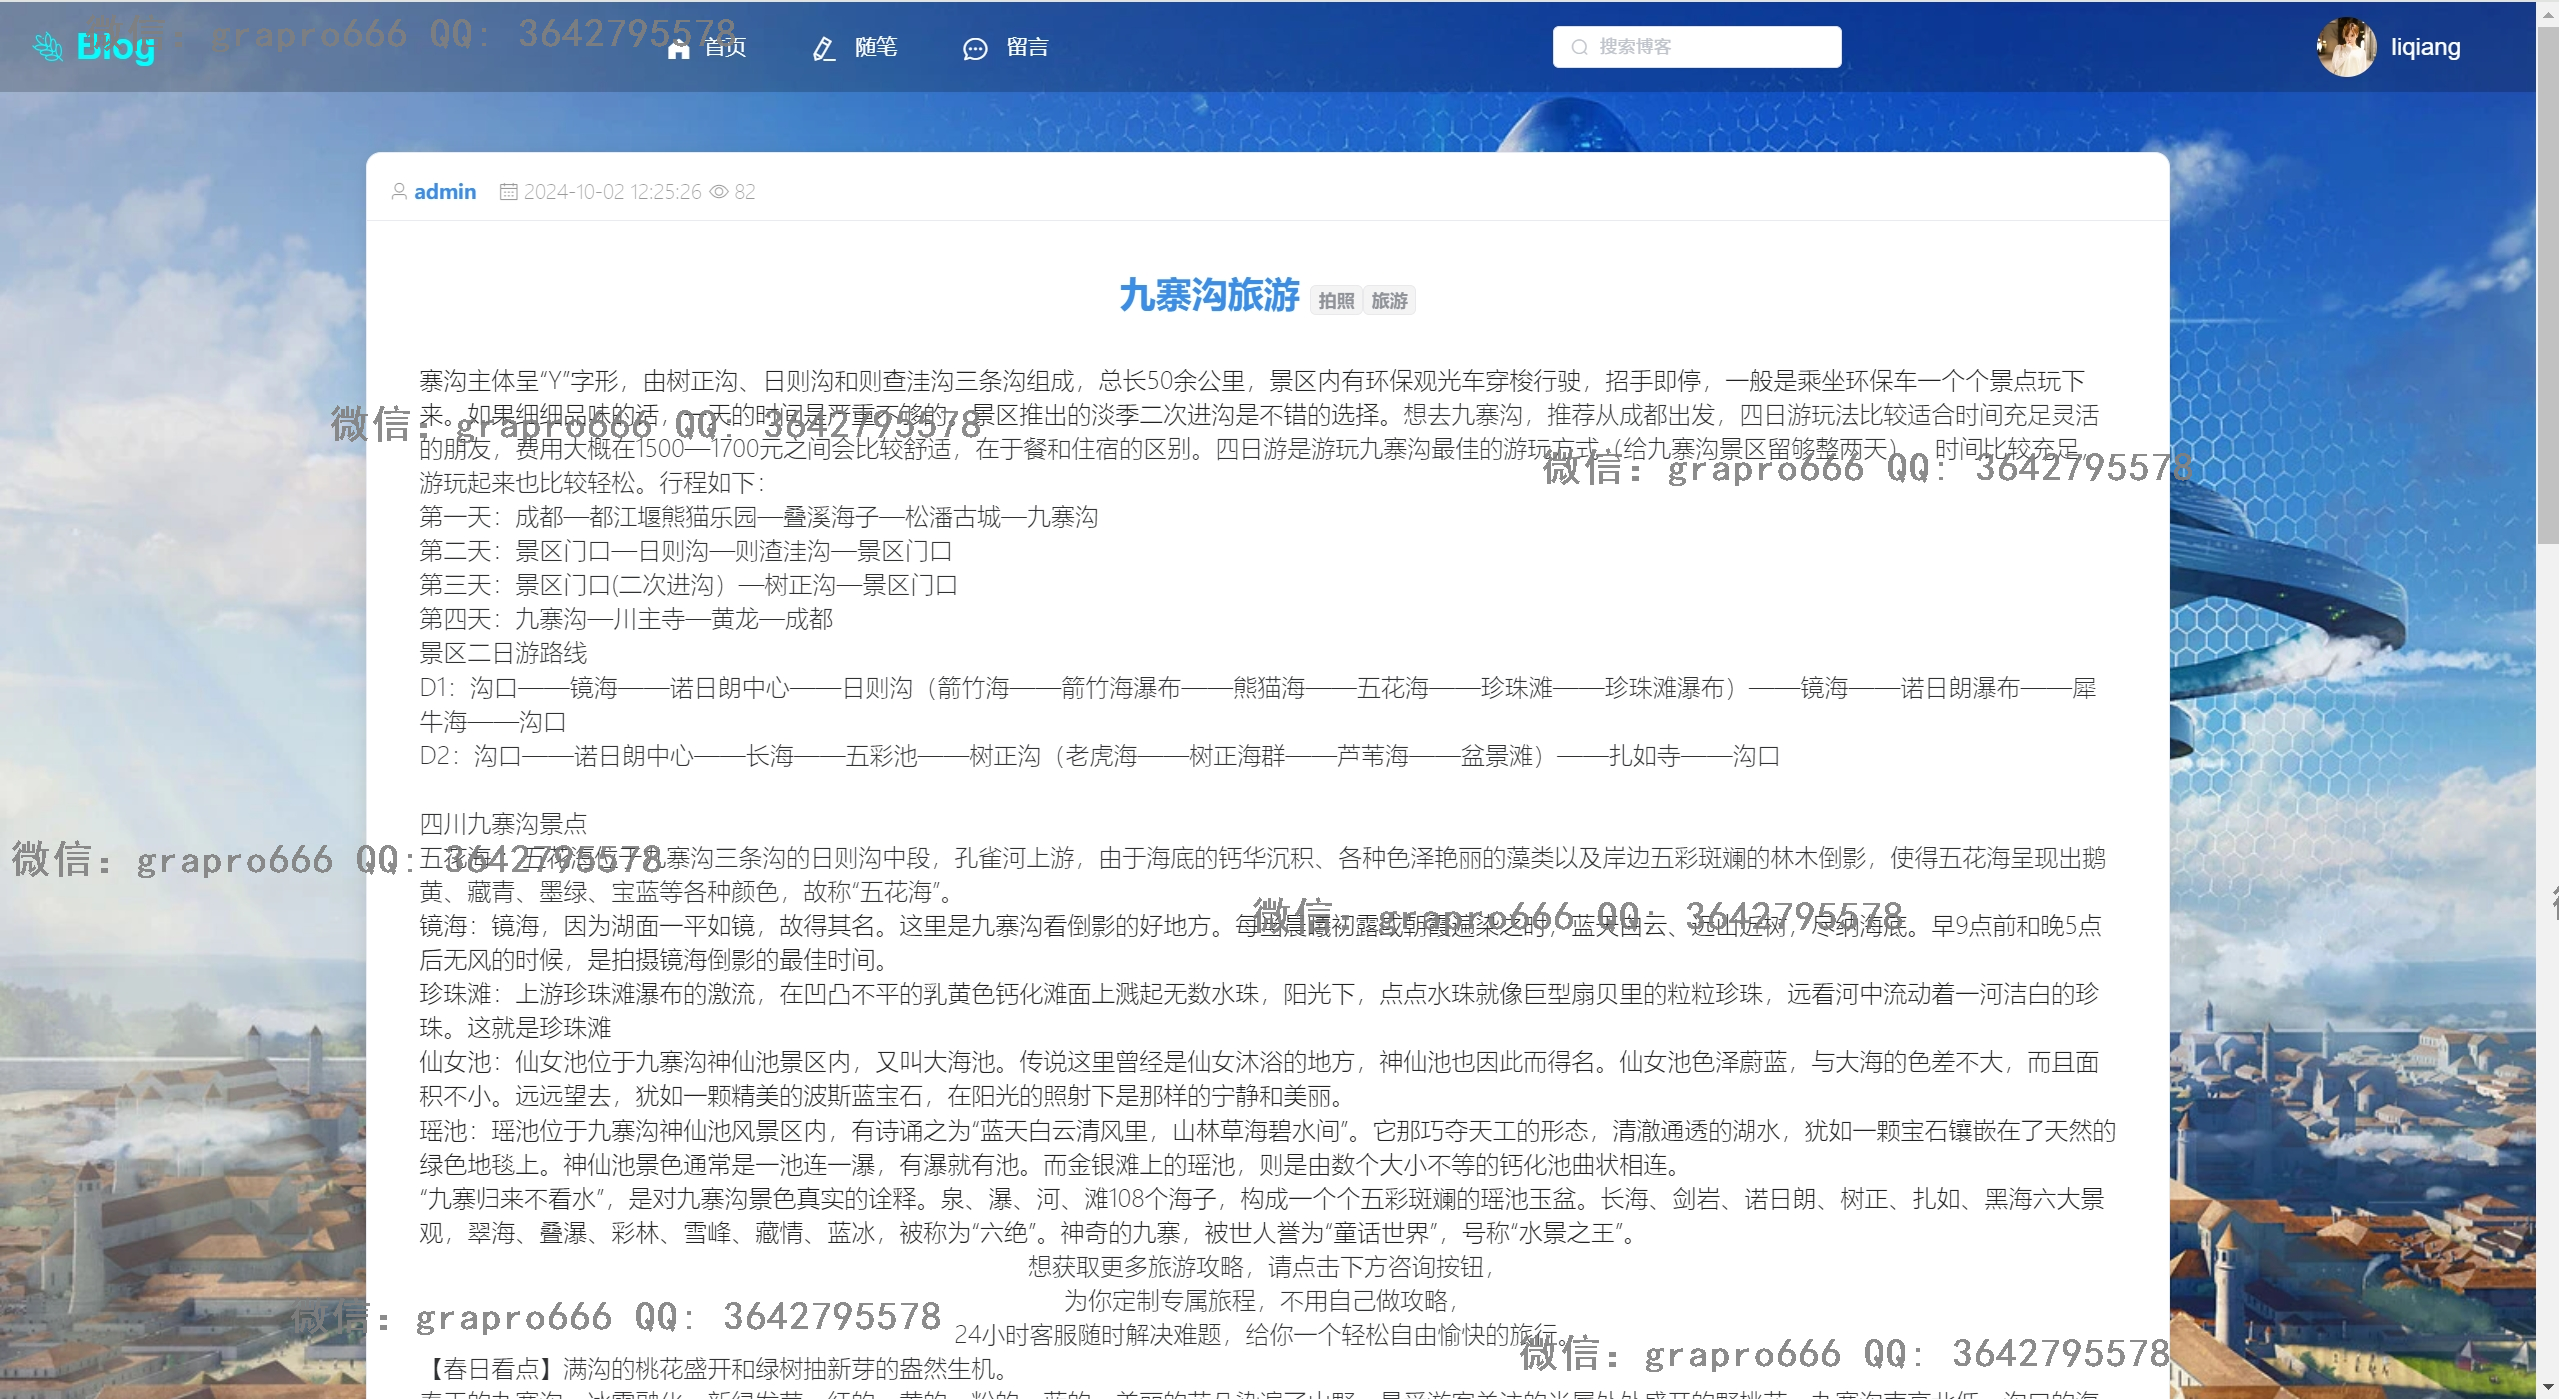 Blog
首页
随笔
留言
搜索博客
liqiang
微信: grapro666 QQ: 3642795578
admin 2024-10-02 12:25:26 82
九寨沟旅游 拍照 旅游
寨沟主体呈“Y”字形，由树正沟、日则沟和则查洼沟三条沟组成，总长50余公里，景区内有环保观光车穿梭行驶，招手即停，一般是乘坐环保车一个个景点玩下
来。如果细细品味的话，一天的时间是严重不够的，景区推出的淡季二次进沟是不错的选择。想去九寨沟，推荐从成都出发，四日游玩法比较适合时间充足灵活
微信: grapro666 QQ: 3642795578
的朋友，费用大概在1500—1700元之间会比较舒适，在于餐和住宿的区别。四日游是游玩九寨沟最佳的游玩方式（给九寨沟景区留够整两天），时间比较充足，
微信: grapro666 QQ: 3642795578
游玩起来也比较轻松。行程如下：
第一天：成都—都江堰熊猫乐园—叠溪海子—松潘古城—九寨沟
第二天：景区门口—日则沟—则渣洼沟—景区门口
第三天：景区门口(二次进沟）—树正沟—景区门口
第四天：九寨沟—川主寺—黄龙—成都
景区二日游路线
D1：沟口——镜海——诺日朗中心——日则沟（箭竹海——箭竹海瀑布——熊猫海——五花海——珍珠滩——珍珠滩瀑布）——镜海——诺日朗瀑布——犀
牛海——沟口
D2：沟口——诺日朗中心——长海——五彩池——树正沟（老虎海——树正海群——芦苇海——盆景滩）——扎如寺——沟口
四川九寨沟景点
五花海：五花海位于九寨沟三条沟的日则沟中段，孔雀河上游，由于海底的钙华沉积、各种色泽艳丽的藻类以及岸边五彩斑斓的林木倒影，使得五花海呈现出鹅
微信: grapro666 QQ: 3642795578
黄、藏青、墨绿、宝蓝等各种颜色，故称“五花海”。
镜海：镜海，因为湖面一平如镜，故得其名。这里是九寨沟看倒影的好地方。每当晨曦初露或朝霞遍染之时，蓝天白云、远山近树，尽纳海底。早9点前和晚5点
微信: grapro666 QQ: 3642795578
后无风的时候，是拍摄镜海倒影的最佳时间。
珍珠滩：上游珍珠滩瀑布的激流，在凹凸不平的乳黄色钙化滩面上溅起无数水珠，阳光下，点点水珠就像巨型扇贝里的粒粒珍珠，远看河中流动着一河洁白的珍
珠。这就是珍珠滩
仙女池：仙女池位于九寨沟神仙池景区内，又叫大海池。传说这里曾经是仙女沐浴的地方，神仙池也因此而得名。仙女池色泽蔚蓝，与大海的色差不大，而且面
积不小。远远望去，犹如一颗精美的波斯蓝宝石，在阳光的照射下是那样的宁静和美丽。
瑶池：瑶池位于九寨沟神仙池风景区内，有诗诵之为“蓝天白云清风里，山林草海碧水间”。它那巧夺天工的形态，清澈通透的湖水，犹如一颗宝石镶嵌在了天然的
绿色地毯上。神仙池景色通常是一池连一瀑，有瀑就有池。而金银滩上的瑶池，则是由数个大小不等的钙化池曲状相连。
“九寨归来不看水”，是对九寨沟景色真实的诠释。泉、瀑、河、滩108个海子，构成一个个五彩斑斓的瑶池玉盆。长海、剑岩、诺日朗、树正、扎如、黑海六大景
观，翠海、叠瀑、彩林、雪峰、藏情、蓝冰，被称为“六绝”。神奇的九寨，被世人誉为“童话世界”，号称“水景之王”。
想获取更多旅游攻略，请点击下方咨询按钮，
为你定制专属旅程，不用自己做攻略，
微信: grapro666 QQ: 3642795578
24小时客服随时解决难题，给你一个轻松自由愉快的旅行。
微信: grapro666 QQ: 3642795578
【春日看点】满沟的桃花盛开和绿树抽新芽的盎然生机。